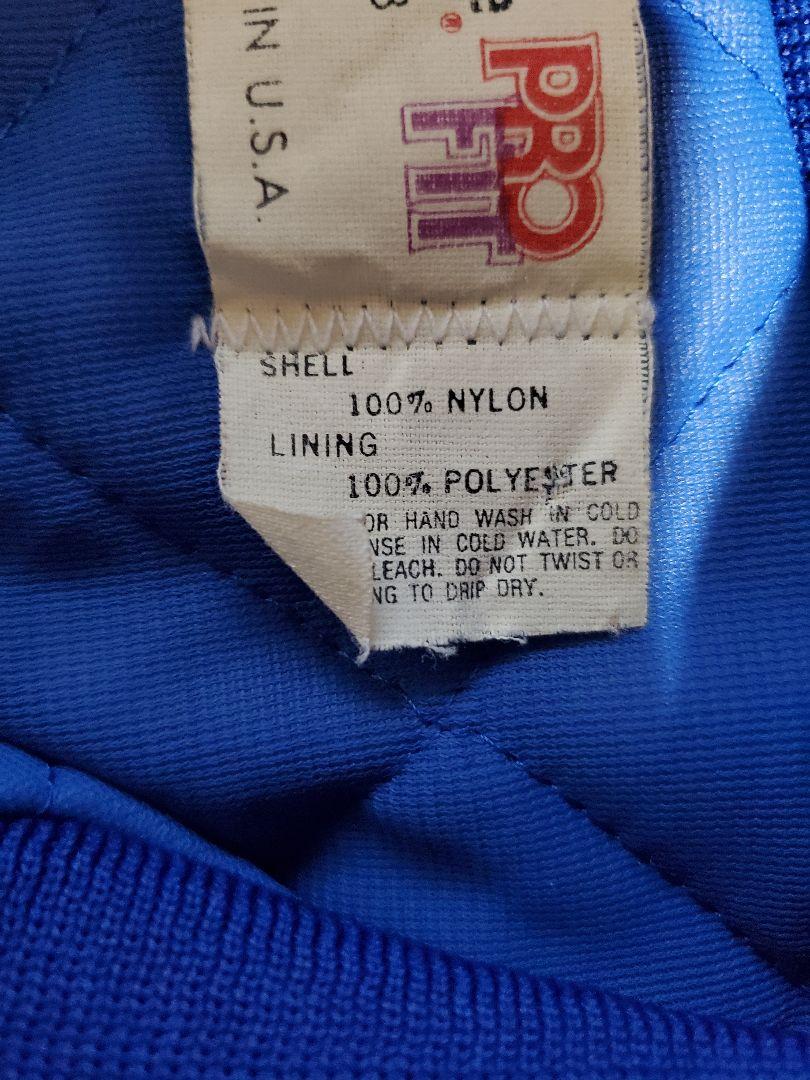 IN U.S.A.
PRO
FIT
®
SHELL
100% NYLON
LINING
100% POLYESTER
OR HAND WASH IN COLD
NSE IN COLD WATER. DO
LEACH. DO NOT TWIST OR
NG TO DRIP DRY.